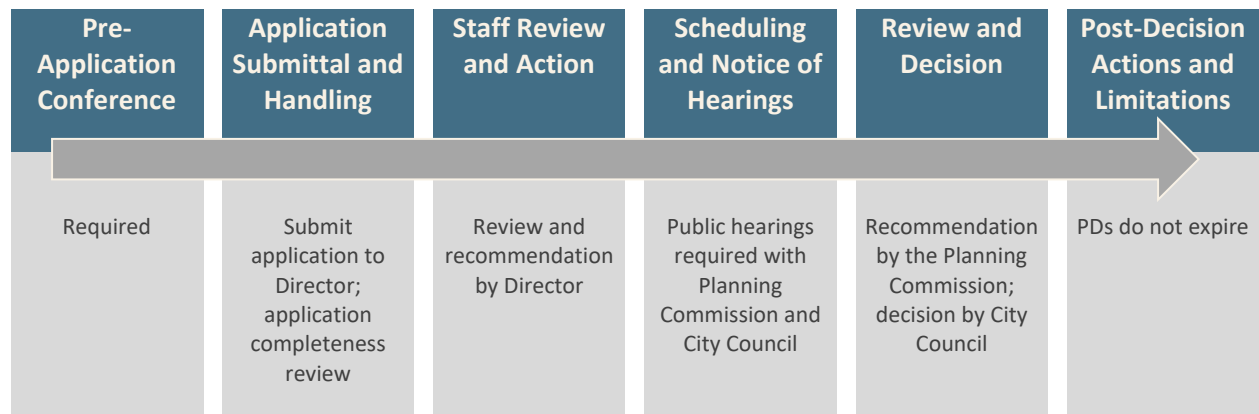 Pre-
Application
Conference
Required
Application
Submittal and
Handling
Submit
application to
Director;
application
completeness
review
Staff Review
and Action
Review and
recommendation
by Director
Scheduling
and Notice of
Hearings
Public hearings
required with
Planning
Commission and
City Council
Review and
Decision
Recommendation
by the Planning
Commission;
decision by City
Council
Post-Decision
Actions and
Limitations
PDs do not expire